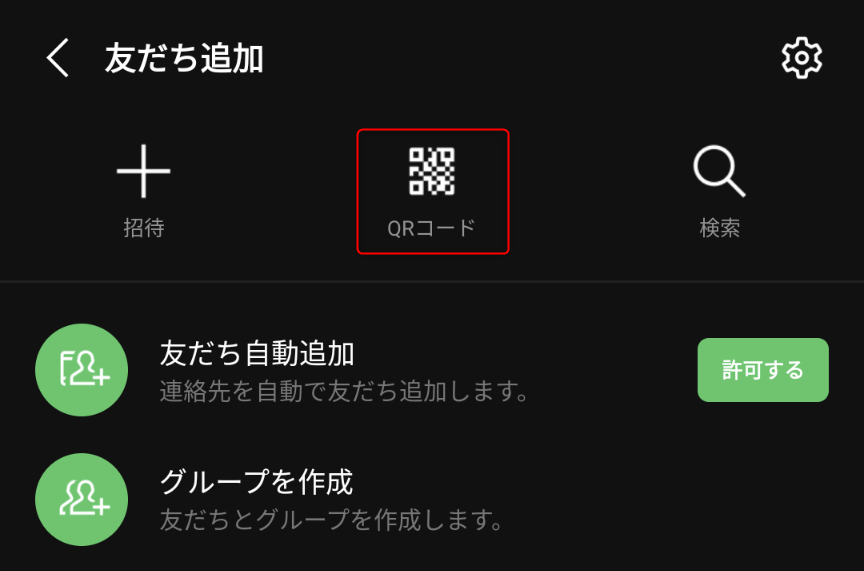 友だち追加
招待
QRコード
検索
友だち自動追加
連絡先を自動で友だち追加します。
許可する
グループを作成
友だちとグループを作成します。